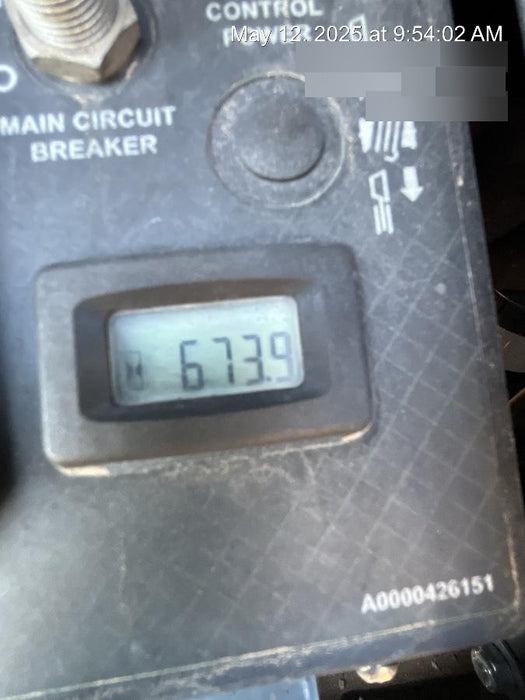 CONTROL
May 12, 2025 at 9:54:02 AM
MAIN CIRCUIT
BREAKER
673.9
A0000426151